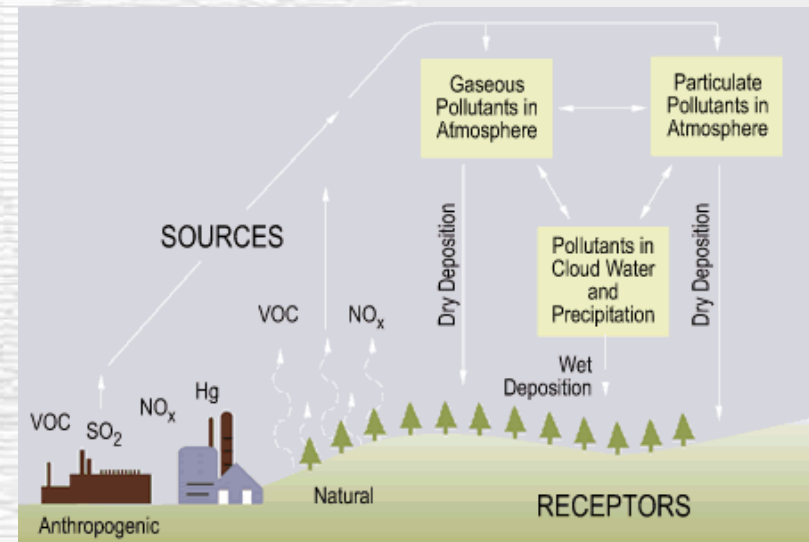 Gaseous
Pollutants in
Atmosphere
Particulate
Pollutants in
Atmosphere
SOURCES
Dry Deposition
Pollutants in
Cloud Water
and
Precipitation
Dry Deposition
VOC
NOx
Wet
Deposition
VOC
SO2
NOx
Hg
Natural
RECEPTORS
Anthropogenic